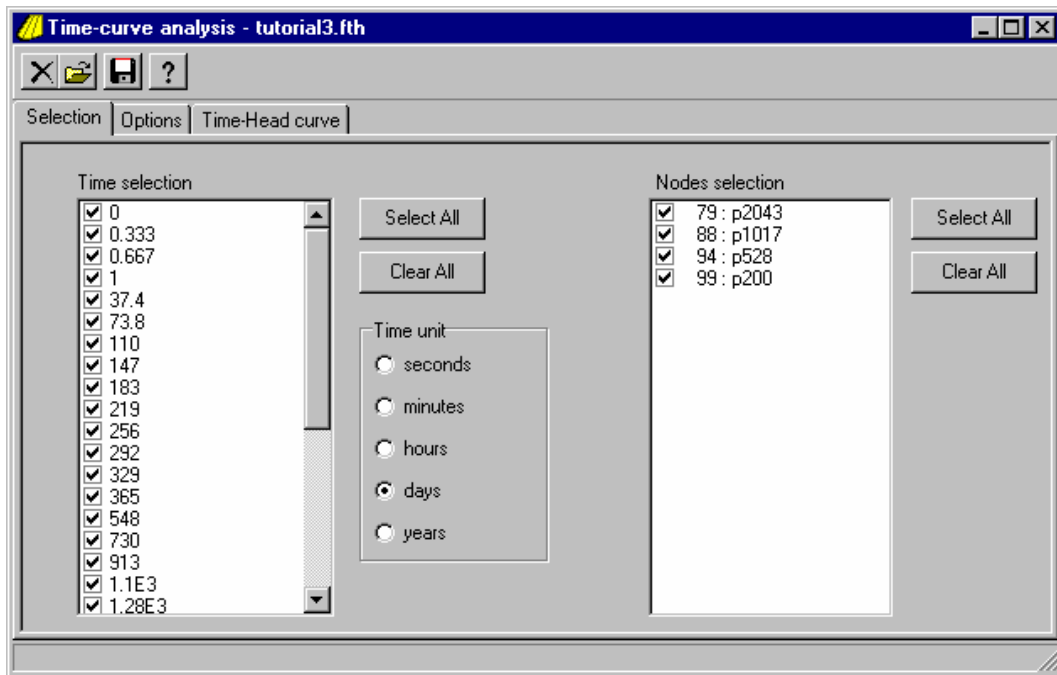 Time-curve analysis - tutorial3.fth
?
Selection Options Time-Head curve
Time selection
0
0.333
0.667
1
37.4
73.8
110
147
183
219
256
292
329
365
548
730
913
1.1E3
1.28E3
Select All
Clear All
Time unit
seconds
minutes
hours
days
years
Nodes selection
79 : p2043
88 : p1017
94 : p528
99 : p200
Select All
Clear All